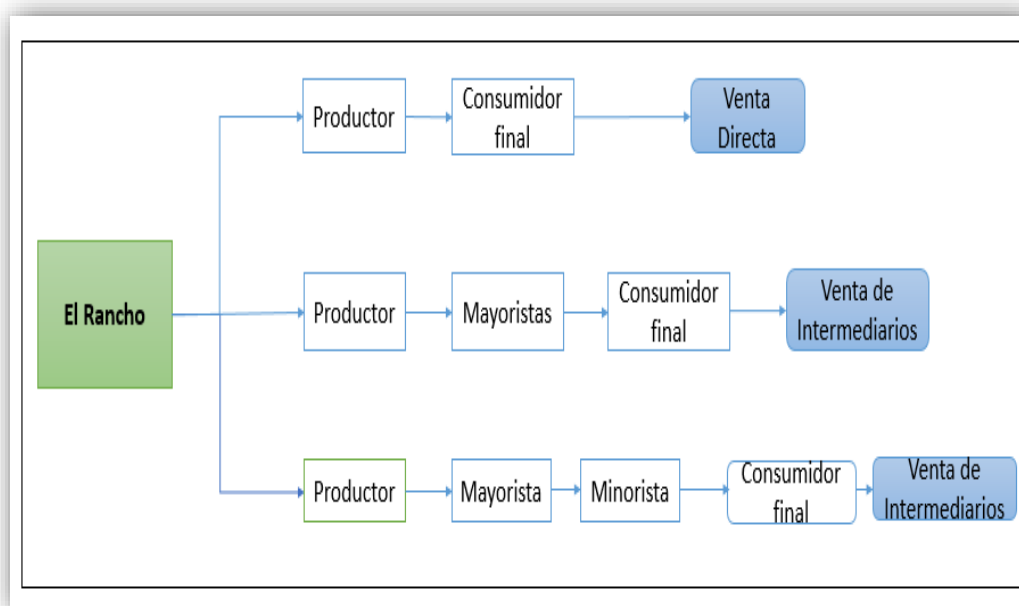 Productor
Consumidor
final
Venta
Directa
El Rancho
Productor
Mayoristas
Consumidor
final
Venta de
Intermediarios
Productor
Mayorista
Minorista
Consumidor
final
Venta de
Intermediarios